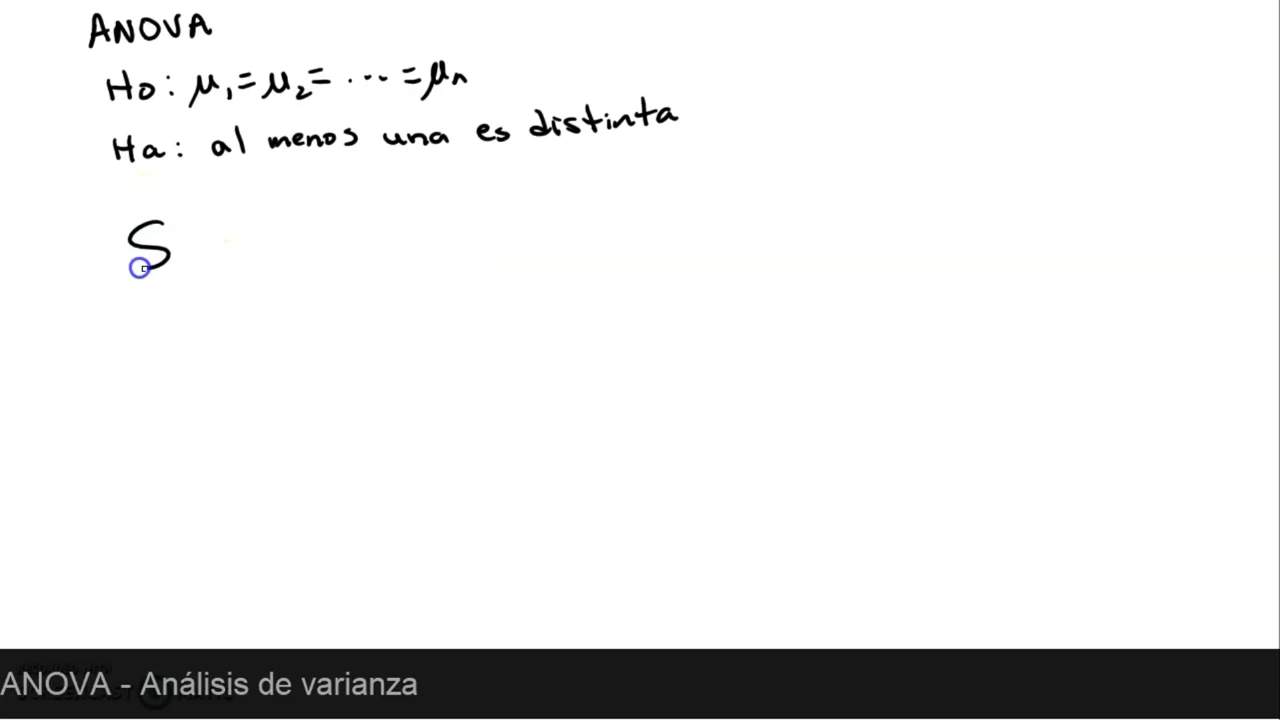 ANOVA
Ho: μ₁ = μ₂ = ... = μₙ
Ha: al menos una es distinta
S
ANOVA - Análisis de varianza